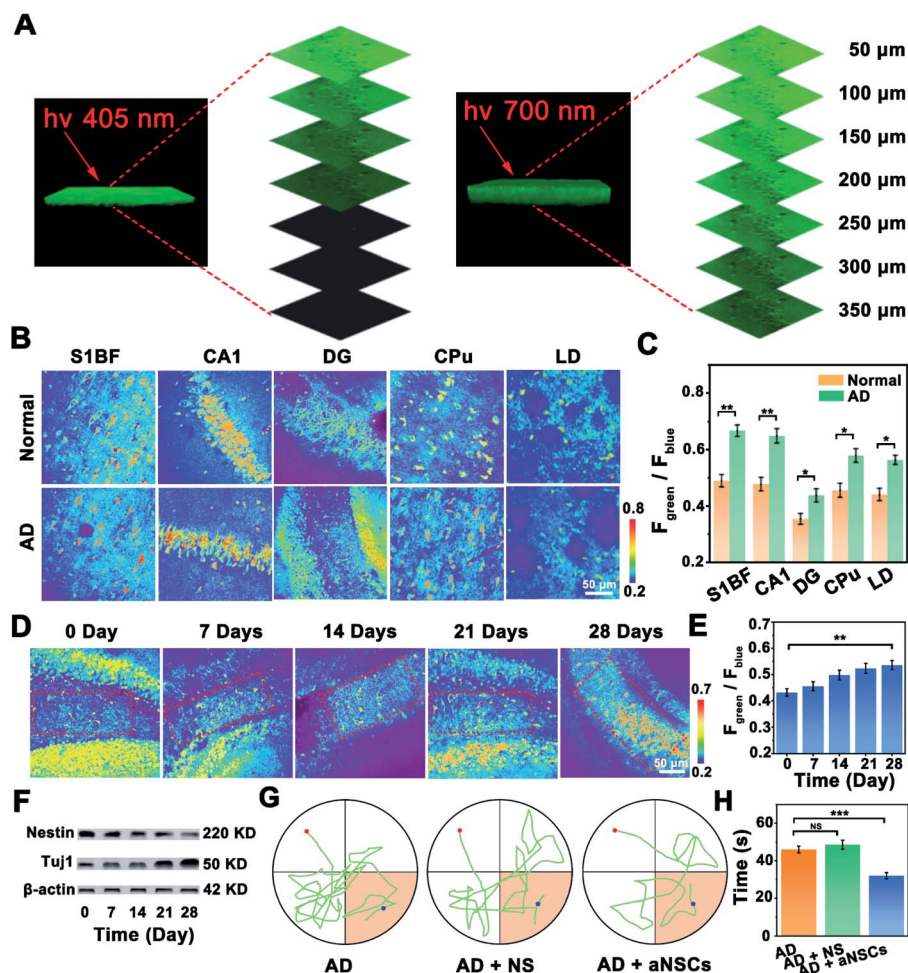 A
hv 405 nm
hv 700 nm
50 μm
100 μm
150 μm
200 μm
250 μm
300 μm
350 μm
B
S1BF CA1 DG CPu LD
Normal
AD
0.8
0.2
50 μm
C
Normal
AD
F green / F blue
0.8
0.6
0.4
0.2
** ** * * *
S1BF CA1 DG CPu LD
D
0 Day 7 Days 14 Days 21 Days 28 Days
0.7
0.2
50 μm
E
F green / F blue
0.7
0.6
0.5
0.4
0.3
0.2
**
0 7 14 21 28
Time (Day)
F
Nestin 220 KD
Tuj1 50 KD
β-actin 42 KD
0 7 14 21 28
Time (Day)
G
AD AD + NS AD + aNSCs
H
Time (s)
60
40
20
0
***
NS
AD AD + NS AD + aNSCs